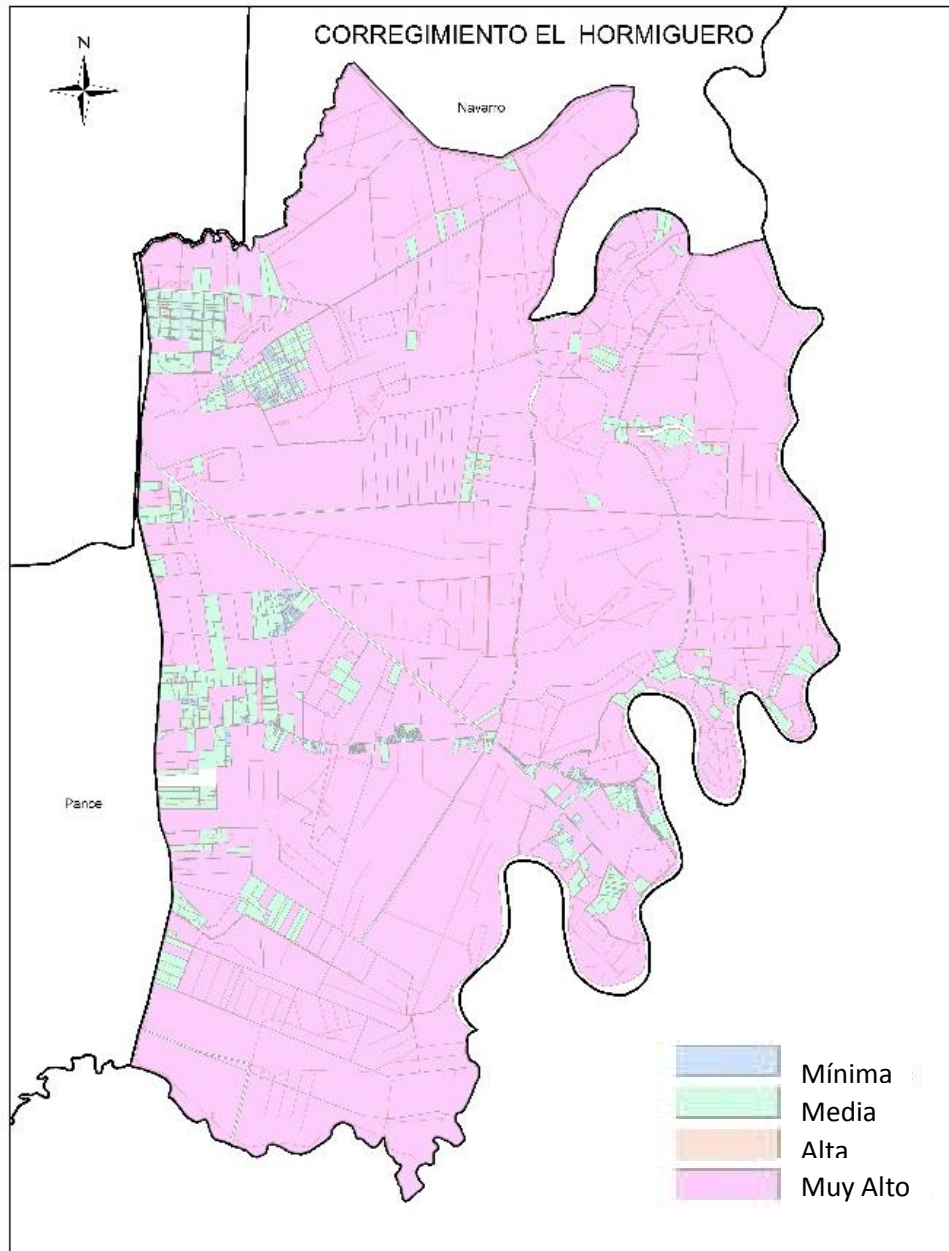 CORREGIMIENTO EL HORMIGUERO
N
Navarro
Pance
Mínima
Media
Alta
Muy Alto